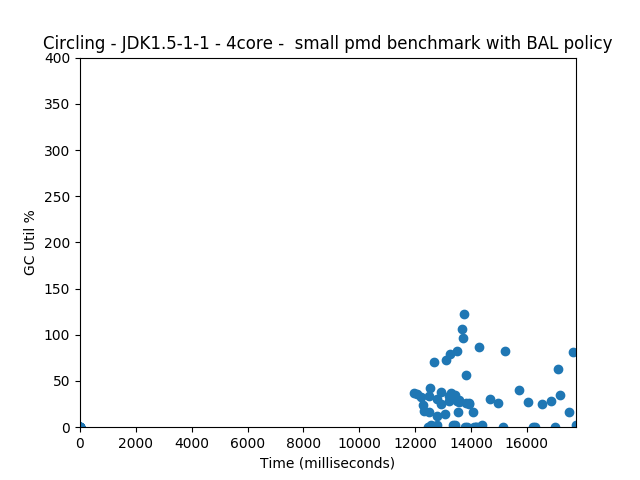 Circling - JDK1.5-1-1 - 4core -  small pmd benchmark with BAL policy
400
350
300
250
200
150
100
50
0
GC Util %
0 2000 4000 6000 8000 10000 12000 14000 16000
Time (milliseconds)